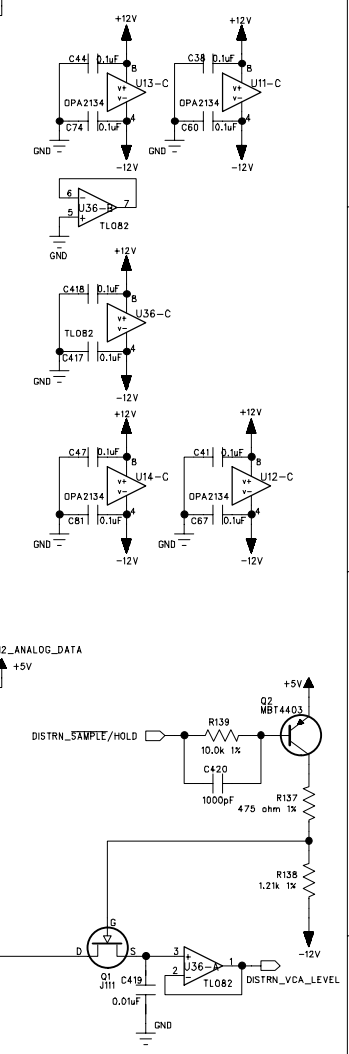 +12V +12V
C44 0.1uF 8 U13-C C38 0.1uF 8 U11-C
V+ V+
OPA2134 V- OPA2134 V-
C74 0.1uF 4 C60 0.1uF 4
GND GND
-12V -12V
6
U36-B 7
5
TL082
GND
+12V
C418 0.1uF 8
U36-C
V+
TL082 V-
C417 0.1uF 4
GND
-12V
+12V +12V
C47 0.1uF 8 C41 0.1uF 8
U14-C U12-C
V+ V+
OPA2134 V- OPA2134 V-
C81 0.1uF 4 C67 0.1uF 4
GND GND
-12V -12V
2_ANALOG_DATA
+5V
+5V
Q2
MBT4403
R139
DISTRN_SAMPLE/HOLD
10.0k 1%
C420
1000pF
R137
475 ohm 1%
R138
1.21k 1%
G
-12V
D S 3 + U36-A 1
2 -
Q1 C419 TL082
J111 DISTRN_VCA_LEVEL
0.01uF
GND